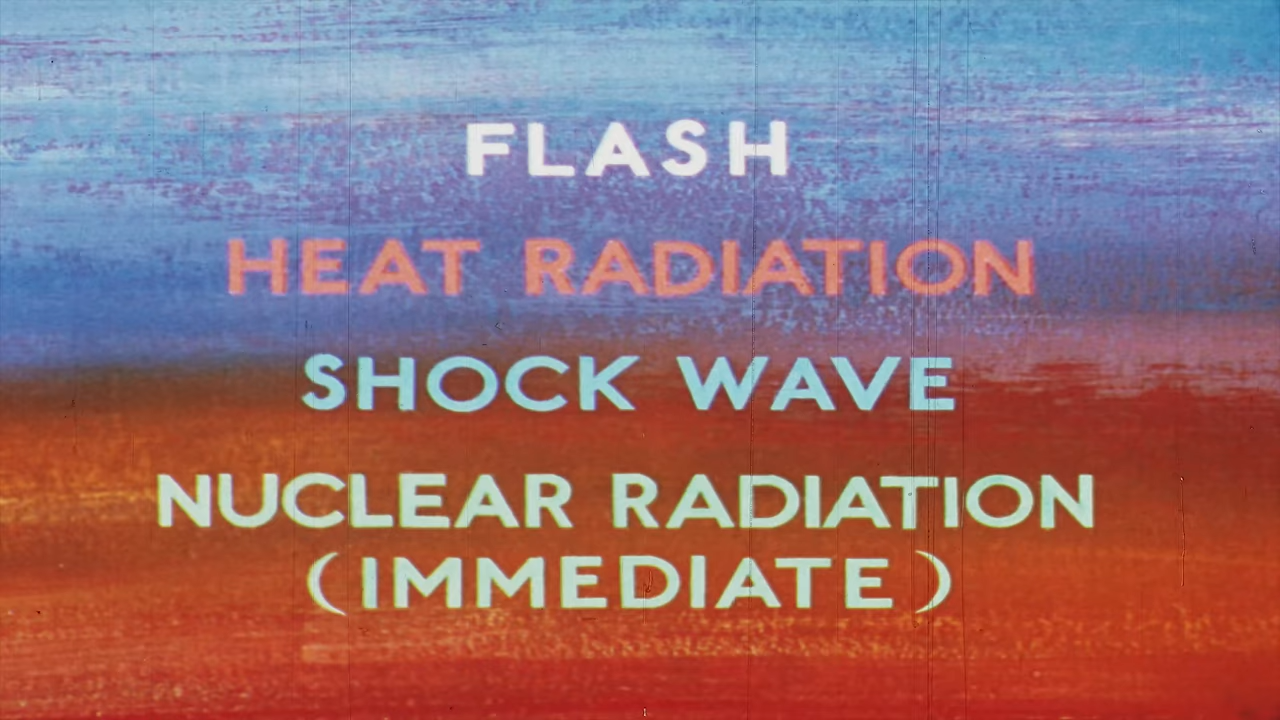 FLASH
HEAT RADIATION
SHOCK WAVE
NUCLEAR RADIATION
(IMMEDIATE)